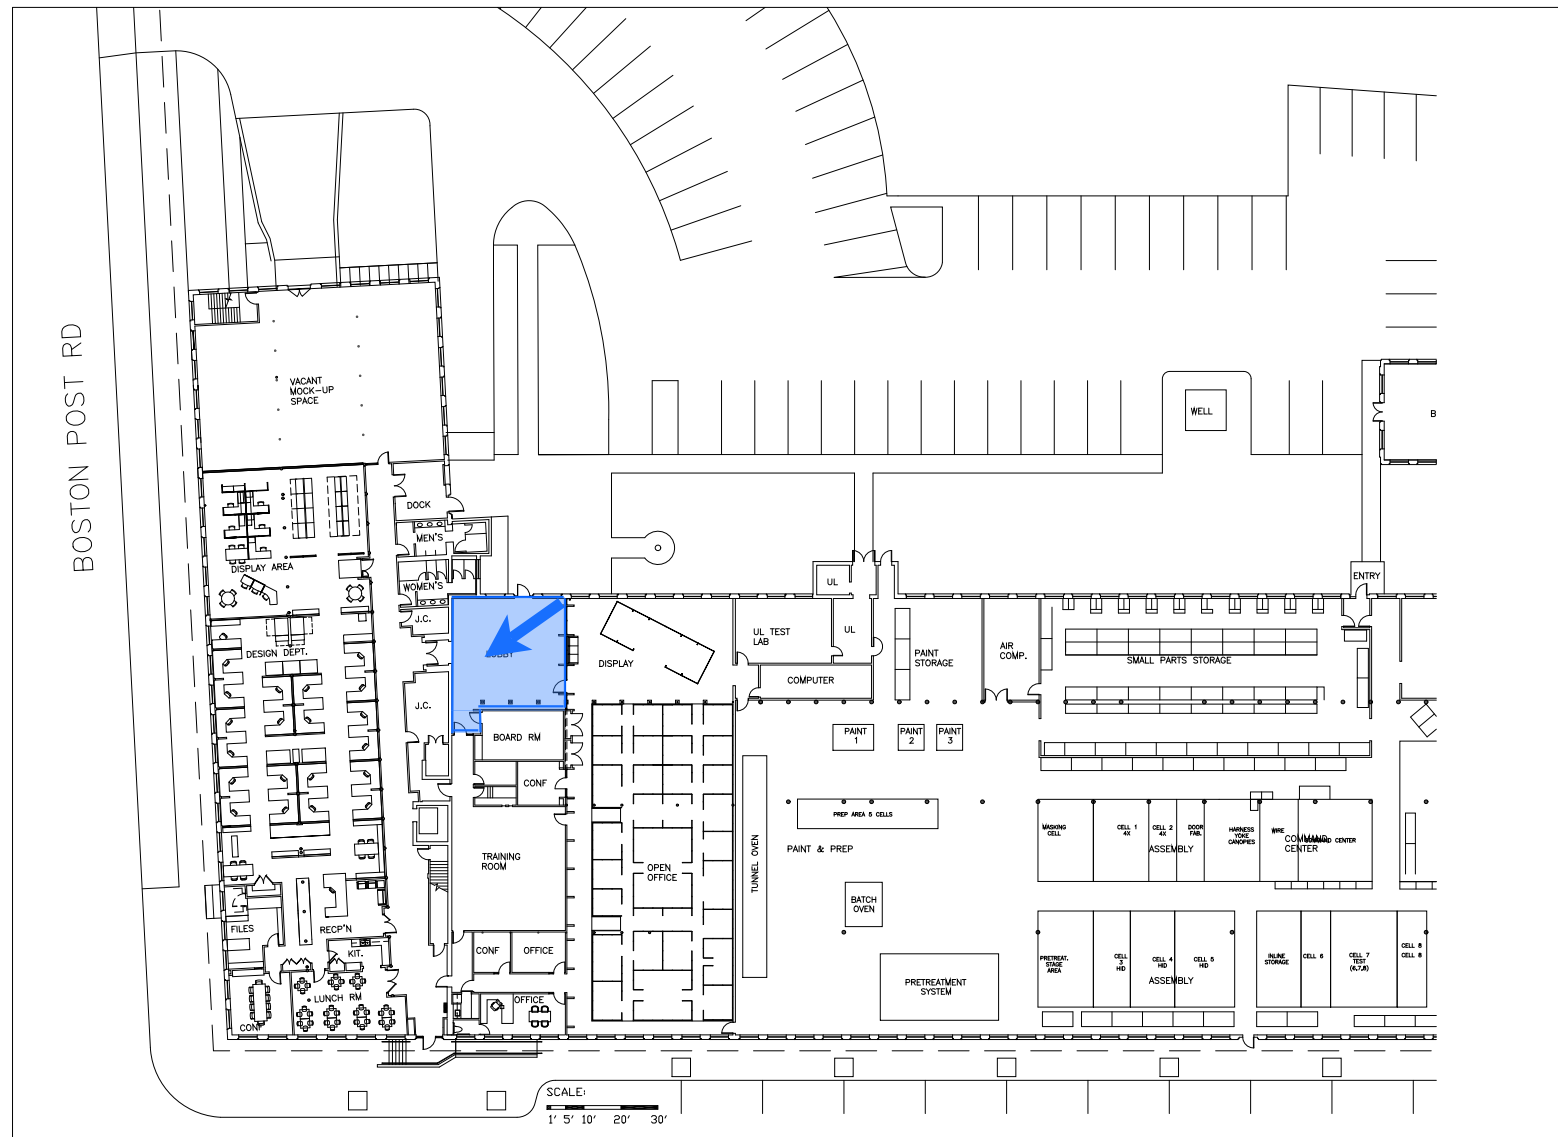 BOSTON POST RD
VACANT
MOCK-UP
SPACE
WELL
B
DOCK
MEN'S
DISPLAY AREA
WOMEN'S
J.C.
DESIGN DEPT.
LOBBY
DISPLAY
UL TEST
LAB
UL
UL
COMPUTER
PAINT
STORAGE
AIR
COMP.
ENTRY
SMALL PARTS STORAGE
J.C.
BOARD RM
CONF
PAINT
1
PAINT
2
PAINT
3
PREP AREA 5 CELLS
PAINT & PREP
TUNNEL OVEN
TRAINING
ROOM
OPEN
OFFICE
MASKING
CELL
CELL 1
4X
CELL 2
4X
DOOR
FAB.
HARNESS
YOKE
CANOPIES
WIRE
COMMAND
CENTER
COMMAND CENTER
ASSEMBLY
BATCH
OVEN
FILES
RECP'N
KIT.
LUNCH RM
CONF
CONF
OFFICE
OFFICE
PRETREATMENT
SYSTEM
PRETREAT.
STAGE
AREA
CELL
3
HID
CELL 4
HID
CELL 5
HID
ASSEMBLY
INLINE
STORAGE
CELL 6
CELL 7
TEST
(6,7,8)
CELL 8
CELL 8
SCALE:
1' 5' 10' 20' 30'